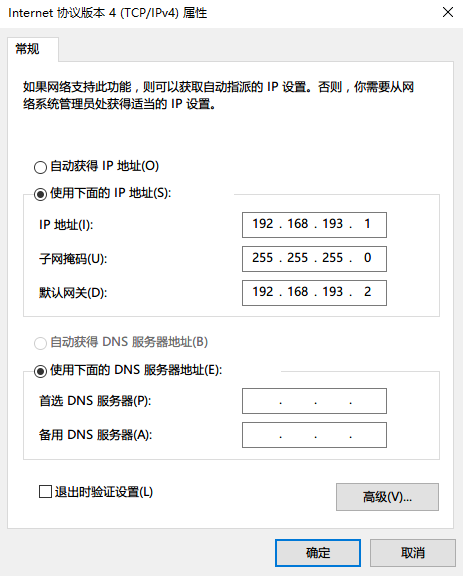 Internet 协议版本 4 (TCP/IPv4) 属性
常规
如果网络支持此功能，则可以获取自动指派的 IP 设置。否则，你需要从网
络系统管理员处获得适当的 IP 设置。
自动获得 IP 地址(O)
使用下面的 IP 地址(S):
IP 地址(I): 192 . 168 . 193 . 1
子网掩码(U): 255 . 255 . 255 . 0
默认网关(D): 192 . 168 . 193 . 2
自动获得 DNS 服务器地址(B)
使用下面的 DNS 服务器地址(E):
首选 DNS 服务器(P): . . .
备用 DNS 服务器(A): . . .
退出时验证设置(L)
高级(V)...
确定 取消